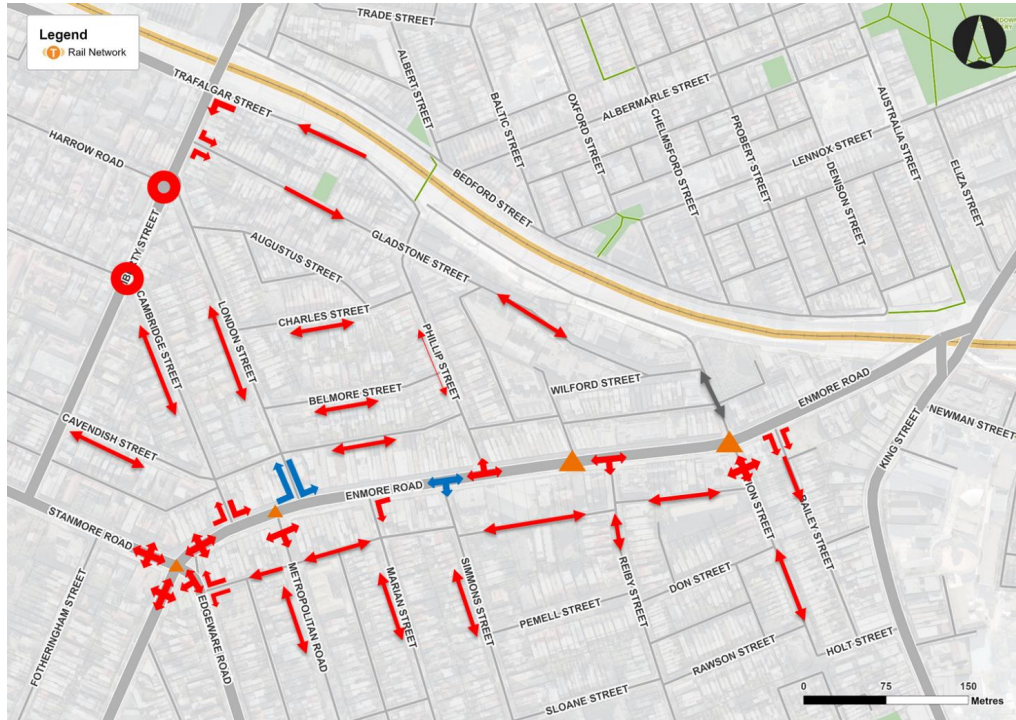 TRADE STREET
Legend
T Rail Network
TRAFALGAR STREET
ALBERT STREET
BALTIC STREET
OXFORD STREET
ALBERMARLE STREET
CHELMSFORD STREET
PROBERT STREET
AUSTRALIA STREET
LENNOX STREET
DENISON STREET
ELIZA STREET
HARROW ROAD
BEDFORD STREET
AUGUSTUS STREET
GLADSTONE STREET
CAMBRIDGE STREET
LONDON STREET
CHARLES STREET
PHILLIP STREET
BELMORE STREET
WILFORD STREET
ENMORE ROAD
CAVENDISH STREET
KING STREET
NEWMAN STREET
ENMORE ROAD
STANMORE ROAD
BAILEY STREET
FOTHERINGHAM STREET
EDGEWARE ROAD
METROPOLITAN ROAD
MARIAN STREET
SIMMONS STREET
REIBY STREET
PEMELL STREET
DON STREET
RAWSON STREET
HOLT STREET
SLOANE STREET
0 75 150
Metres